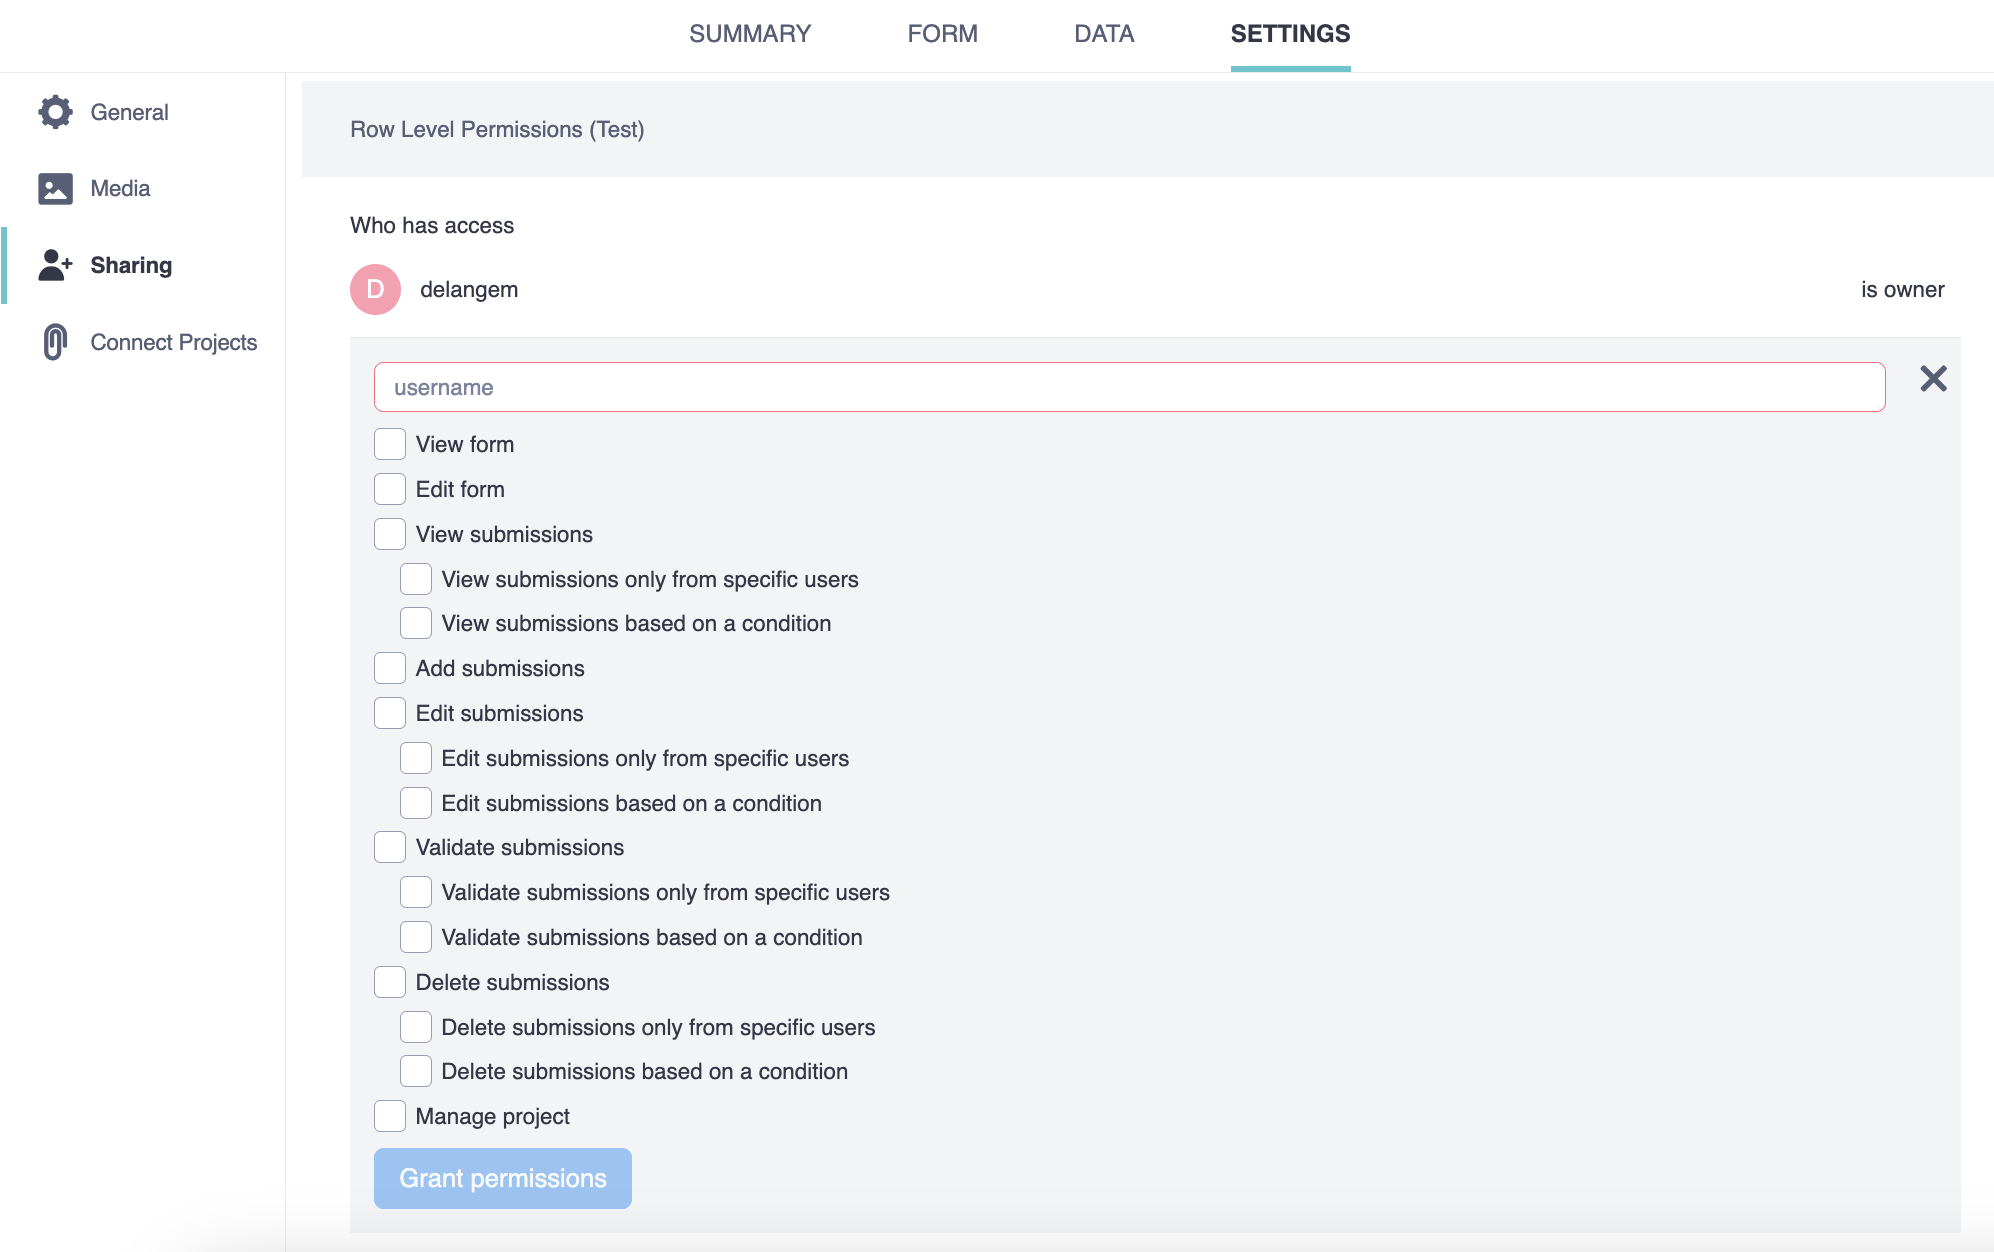 SUMMARY FORM DATA SETTINGS
General
Media
Sharing
Connect Projects
Row Level Permissions (Test)
Who has access
D delangem is owner
username
View form
Edit form
View submissions
View submissions only from specific users
View submissions based on a condition
Add submissions
Edit submissions
Edit submissions only from specific users
Edit submissions based on a condition
Validate submissions
Validate submissions only from specific users
Validate submissions based on a condition
Delete submissions
Delete submissions only from specific users
Delete submissions based on a condition
Manage project
Grant permissions